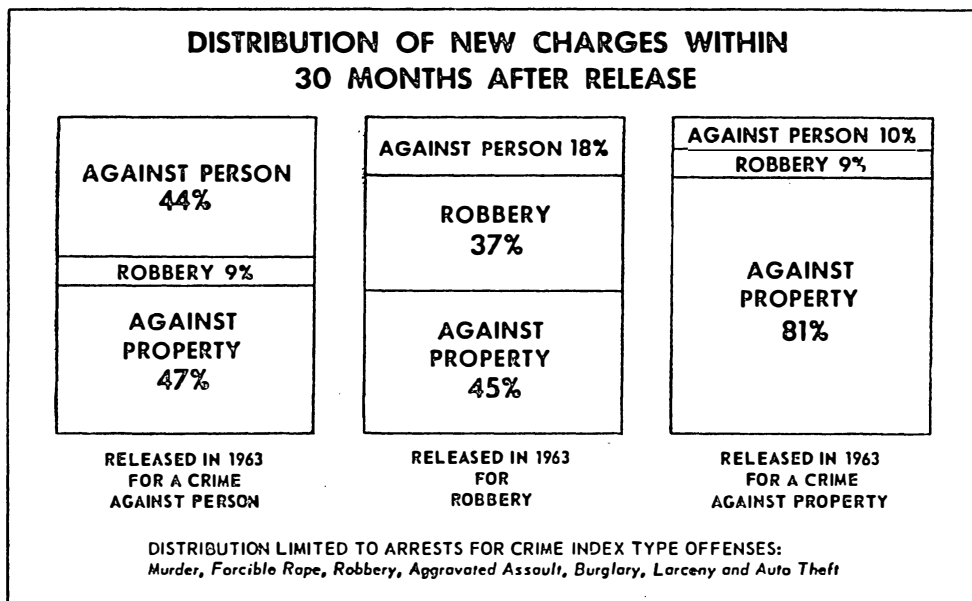 DISTRIBUTION OF NEW CHARGES WITHIN
30 MONTHS AFTER RELEASE
AGAINST PERSON
44%
ROBBERY 9%
AGAINST
PROPERTY
47%
RELEASED IN 1963
FOR A CRIME
AGAINST PERSON
AGAINST PERSON 18%
ROBBERY
37%
AGAINST
PROPERTY
45%
RELEASED IN 1963
FOR
ROBBERY
AGAINST PERSON 10%
ROBBERY 9%
AGAINST
PROPERTY
81%
RELEASED IN 1963
FOR A CRIME
AGAINST PROPERTY
DISTRIBUTION LIMITED TO ARRESTS FOR CRIME INDEX TYPE OFFENSES:
Murder, Forcible Rape, Robbery, Aggravated Assault, Burglary, Larceny and Auto Theft